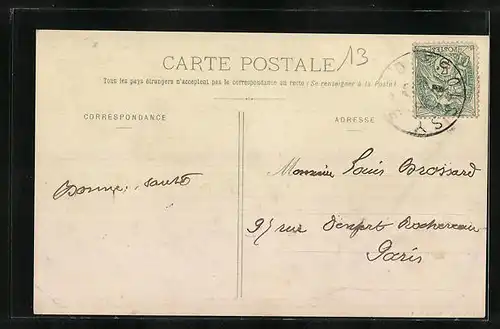 13
CARTE POSTALE
Tous les pays étrangers n'acceptent pas la correspondance au recto (Se renseigner à la Poste)
CORRESPONDANCE
ADRESSE
Bonne santé
Monsieur Louis Brossard
95 rue Denfert Rochereau
Paris